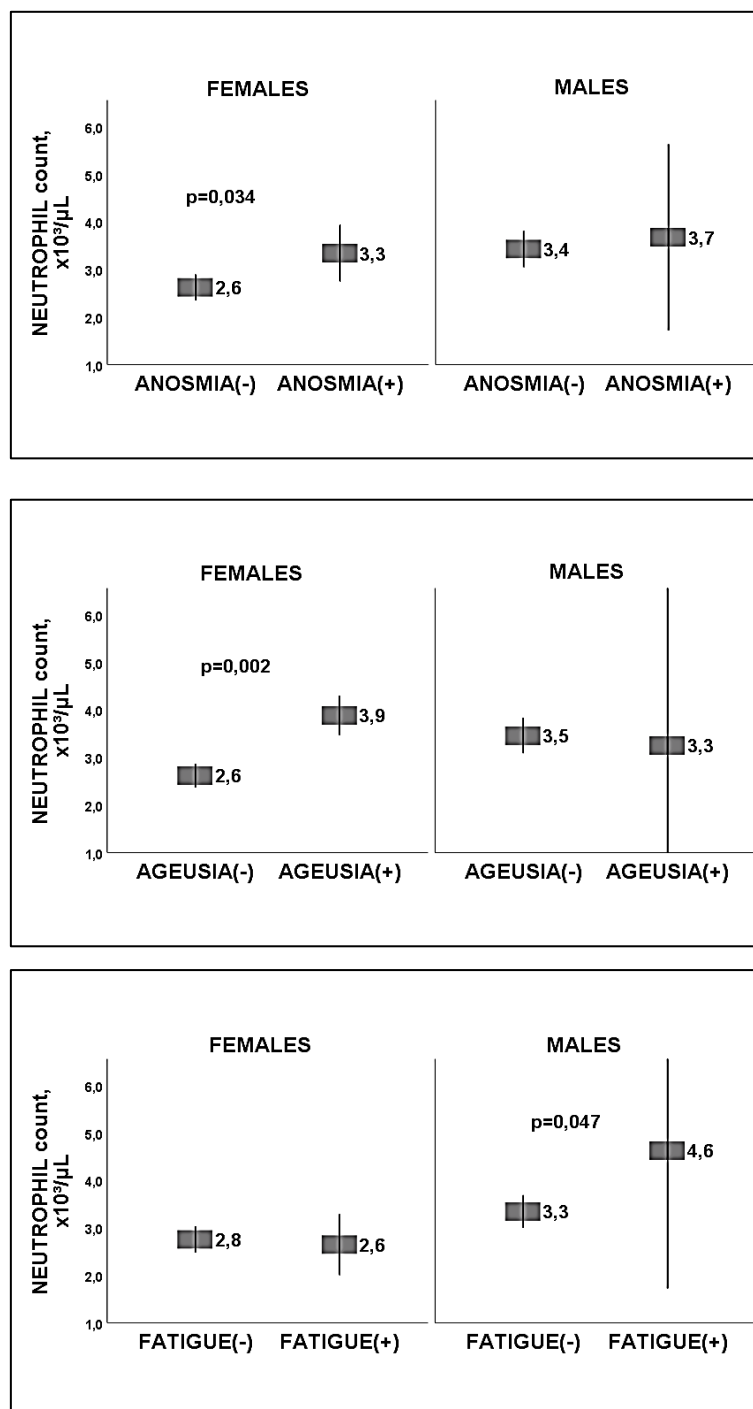 FEMALES
MALES
NEUTROPHIL count,
x10³/µL
6,0
5,0
4,0
3,0
2,0
1,0
p=0,034
2,6
3,3
3,4
3,7
ANOSMIA(-) ANOSMIA(+)
ANOSMIA(-) ANOSMIA(+)
FEMALES
MALES
NEUTROPHIL count,
x10³/µL
6,0
5,0
4,0
3,0
2,0
1,0
p=0,002
2,6
3,9
3,5
3,3
AGEUSIA(-) AGEUSIA(+)
AGEUSIA(-) AGEUSIA(+)
FEMALES
MALES
NEUTROPHIL count,
x10³/µL
6,0
5,0
4,0
3,0
2,0
1,0
2,8
2,6
p=0,047
3,3
4,6
FATIGUE(-) FATIGUE(+)
FATIGUE(-) FATIGUE(+)